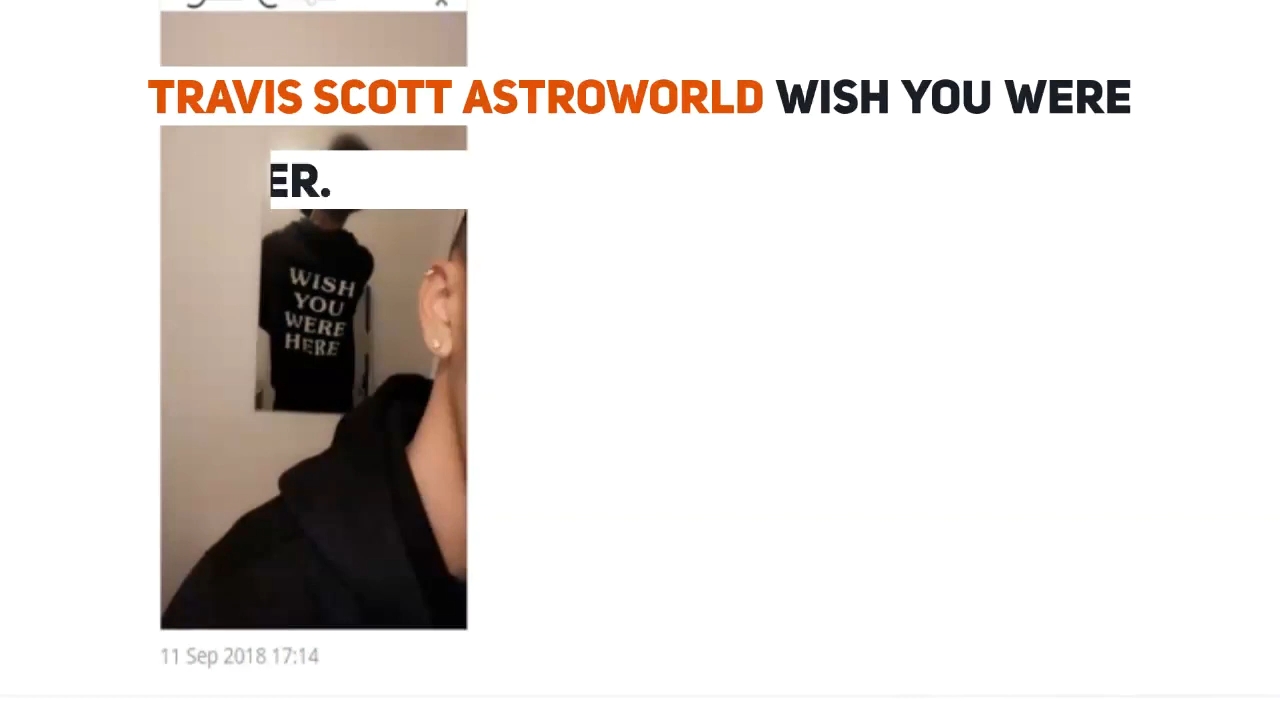 TRAVIS SCOTT ASTROWORLD WISH YOU WERE
ER.
WISH
YOU
WERE
HERE
11 Sep 2018 17:14